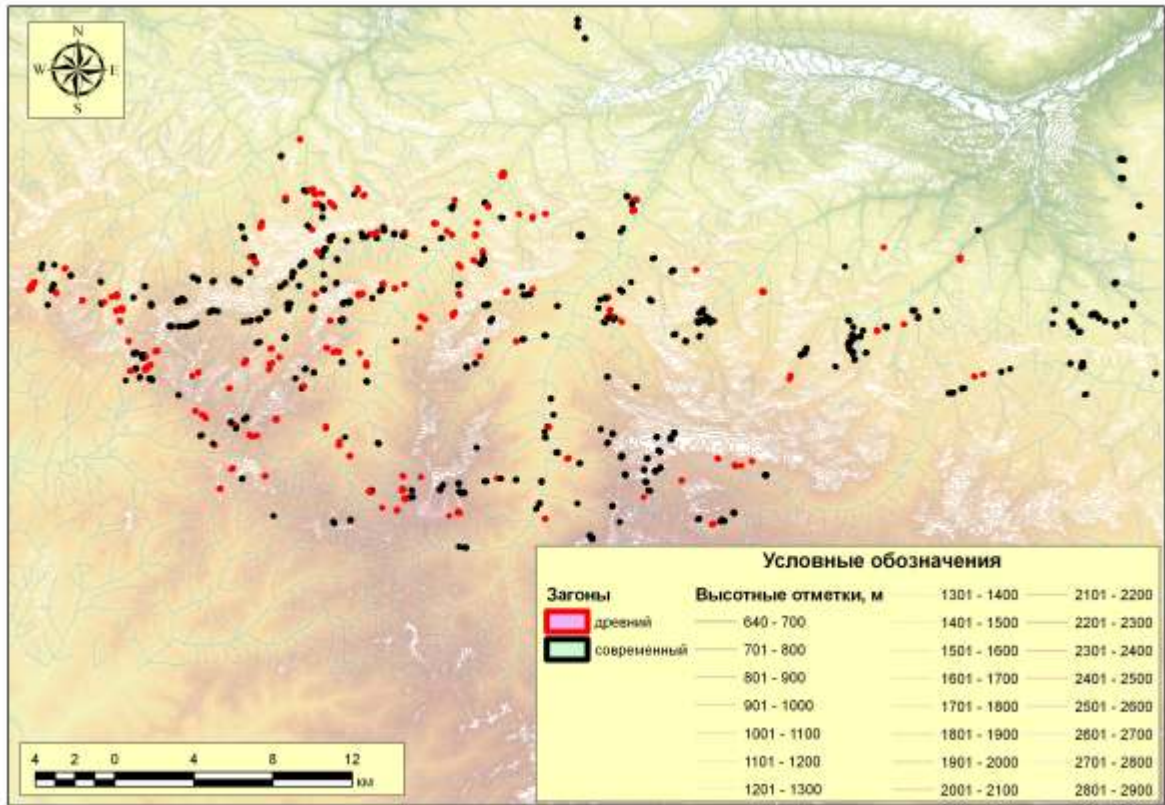 N
W E
S
Условные обозначения
Загоны
древний
современный
Высотные отметки, м
640 - 700
701 - 800
801 - 900
901 - 1000
1001 - 1100
1101 - 1200
1201 - 1300
1301 - 1400
1401 - 1500
1501 - 1600
1601 - 1700
1701 - 1800
1801 - 1900
1901 - 2000
2001 - 2100
2101 - 2200
2201 - 2300
2301 - 2400
2401 - 2500
2501 - 2600
2601 - 2700
2701 - 2800
2801 - 2900
4 2 0 4 8 12
км